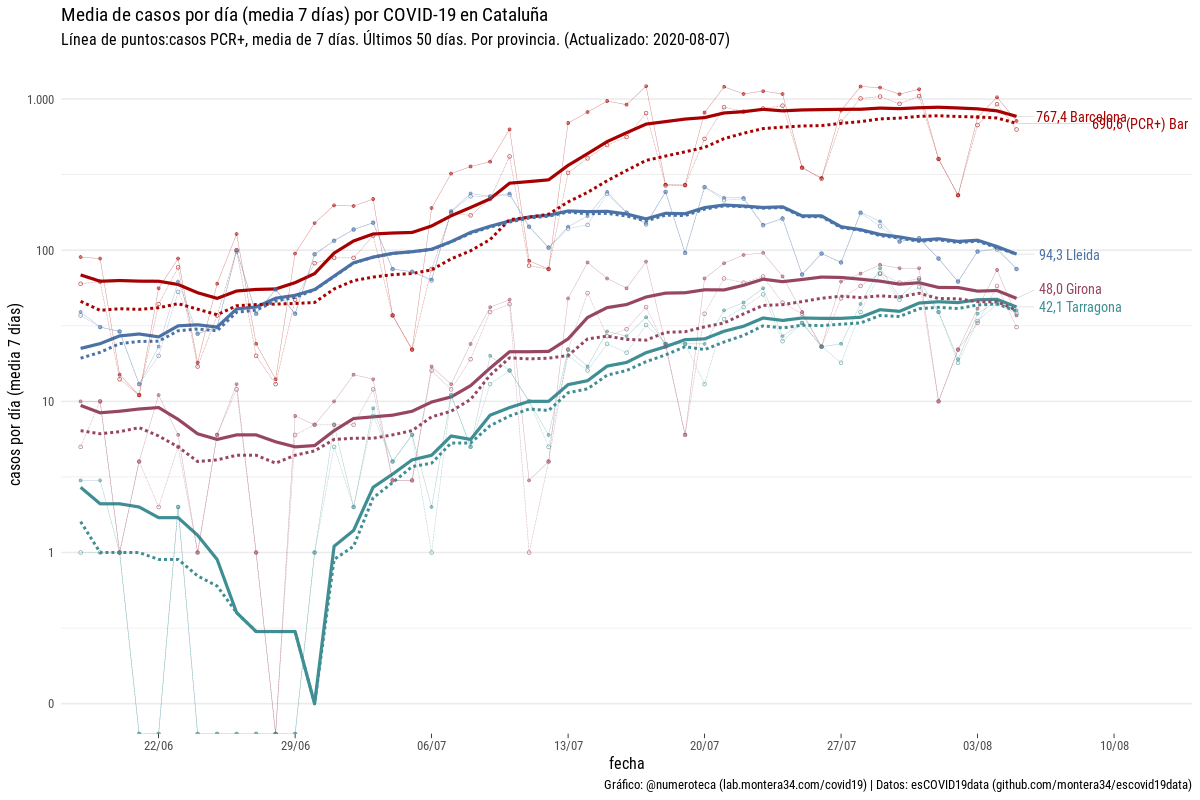 Media de casos por día (media 7 días) por COVID-19 en Cataluña
Línea de puntos:casos PCR+, media de 7 días. Últimos 50 días. Por provincia. (Actualizado: 2020-08-07)
casos por día (media 7 días)
1.000
100
10
1
0
767,4 Barcelona
690,6 (PCR+) Bar
94,3 Lleida
48,0 Girona
42,1 Tarragona
22/06 29/06 06/07 13/07 20/07 27/07 03/08 10/08
fecha
Gráfico: @numeroteca (lab.montera34.com/covid19) | Datos: esCOVID19data (github.com/montera34/escovid19data)